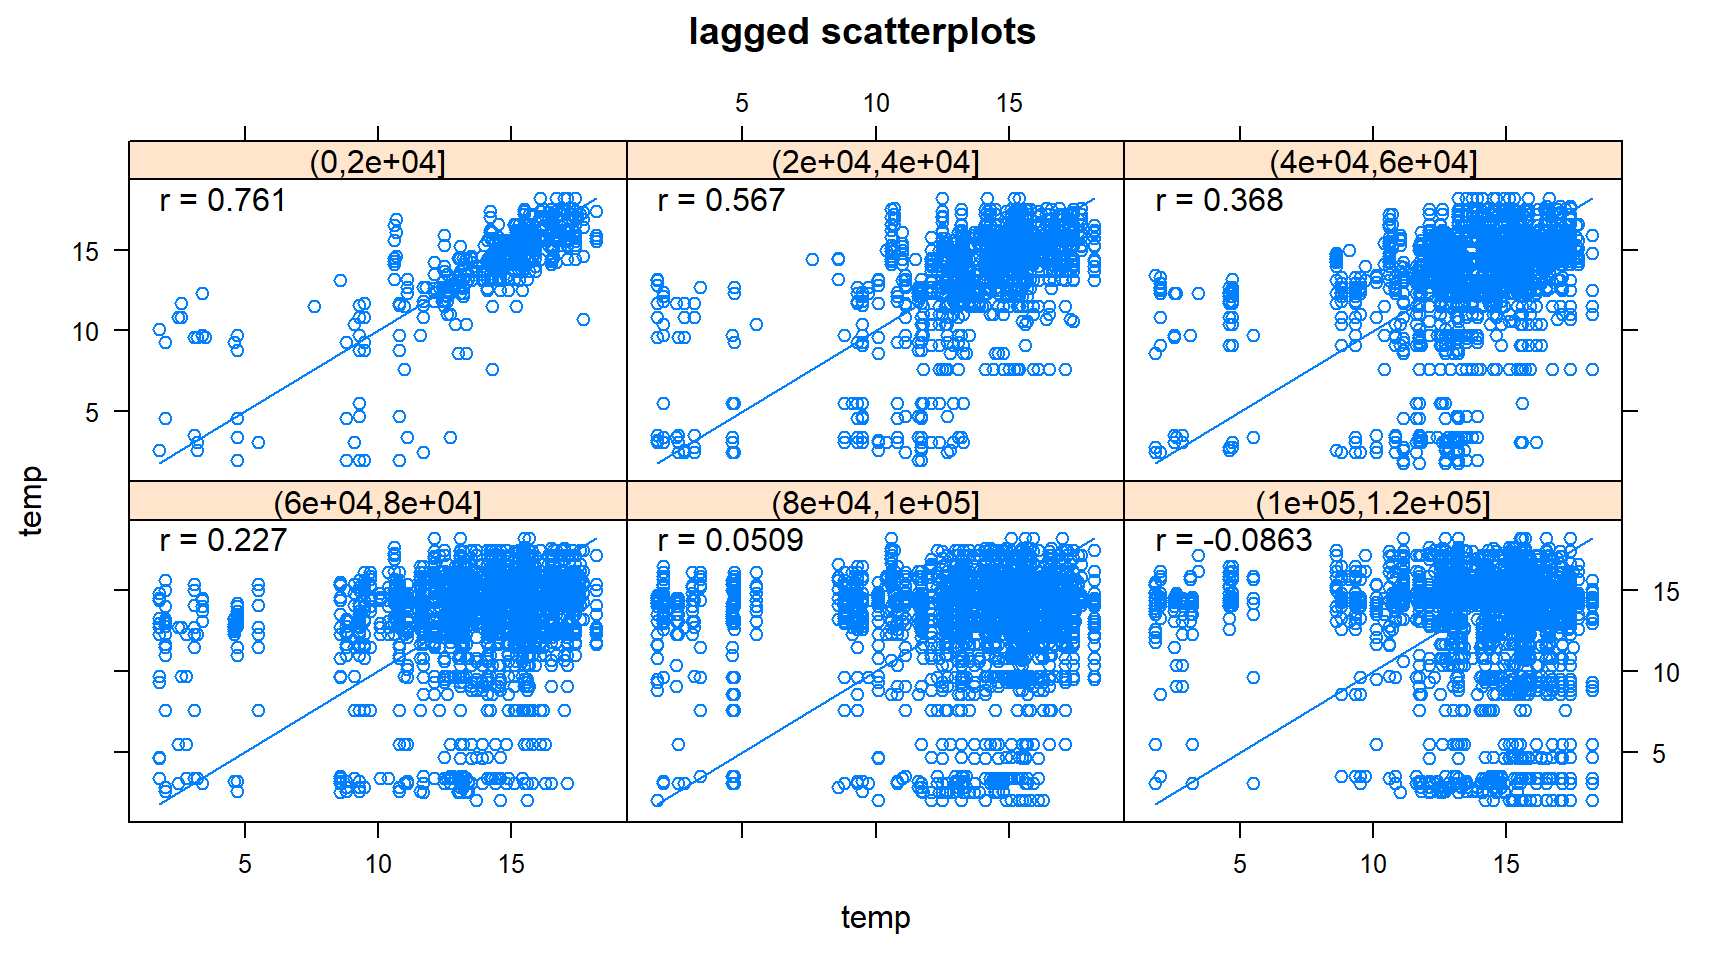 lagged scatterplots
5 10 15
(0,2e+04] (2e+04,4e+04] (4e+04,6e+04]
r = 0.761 r = 0.567 r = 0.368
15
10
5
temp
(6e+04,8e+04] (8e+04,1e+05] (1e+05,1.2e+05]
r = 0.227 r = 0.0509 r = -0.0863
15
10
5
5 10 15 5 10 15
temp